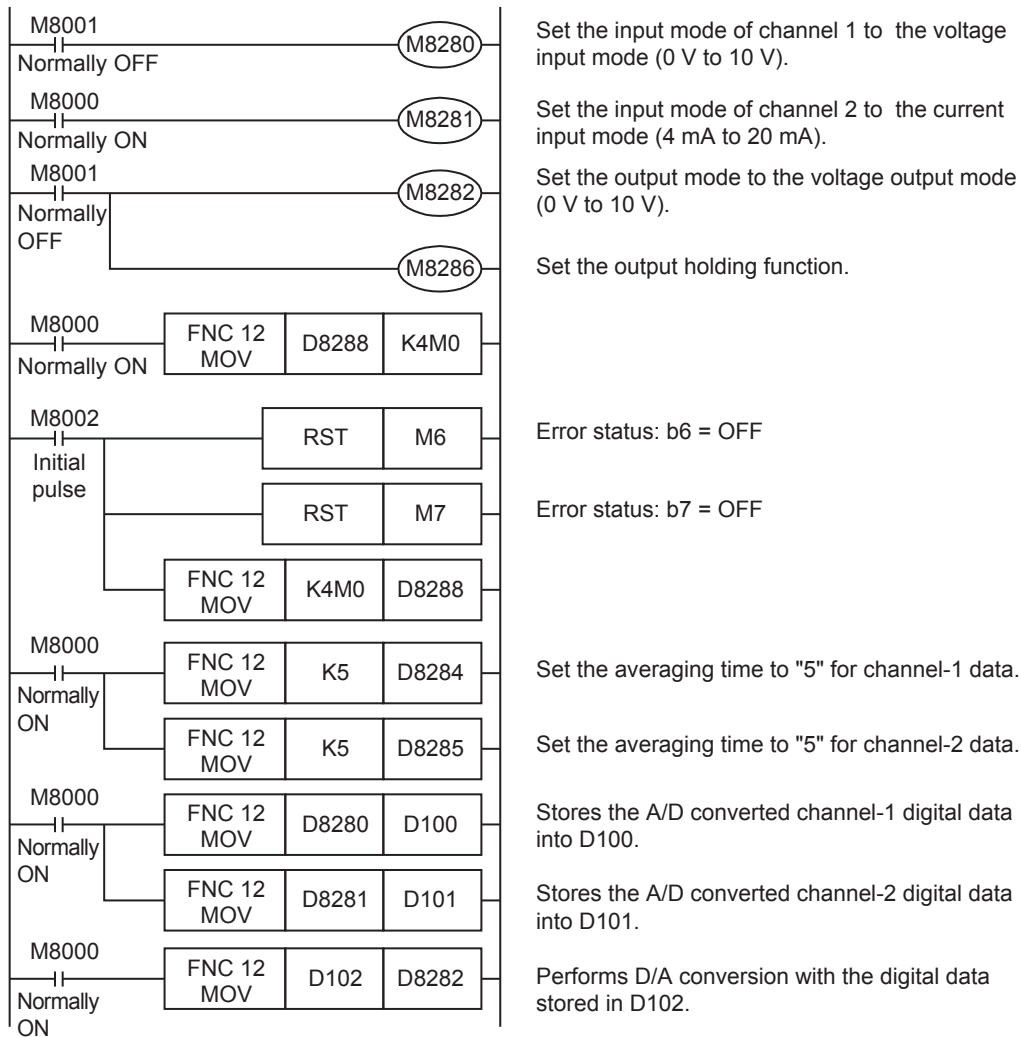 M8001
Normally OFF
M8280
Set the input mode of channel 1 to the voltage
input mode (0 V to 10 V).
M8000
Normally ON
M8281
Set the input mode of channel 2 to the current
input mode (4 mA to 20 mA).
M8001
Normally
OFF
M8282
Set the output mode to the voltage output mode
(0 V to 10 V).
M8286
Set the output holding function.
M8000
Normally ON
FNC 12
MOV
D8288
K4M0
M8002
Initial
pulse
RST
M6
Error status: b6 = OFF
RST
M7
Error status: b7 = OFF
FNC 12
MOV
K4M0
D8288
M8000
Normally
ON
FNC 12
MOV
K5
D8284
Set the averaging time to "5" for channel-1 data.
FNC 12
MOV
K5
D8285
Set the averaging time to "5" for channel-2 data.
M8000
Normally
ON
FNC 12
MOV
D8280
D100
Stores the A/D converted channel-1 digital data
into D100.
FNC 12
MOV
D8281
D101
Stores the A/D converted channel-2 digital data
into D101.
M8000
Normally
ON
FNC 12
MOV
D102
D8282
Performs D/A conversion with the digital data
stored in D102.